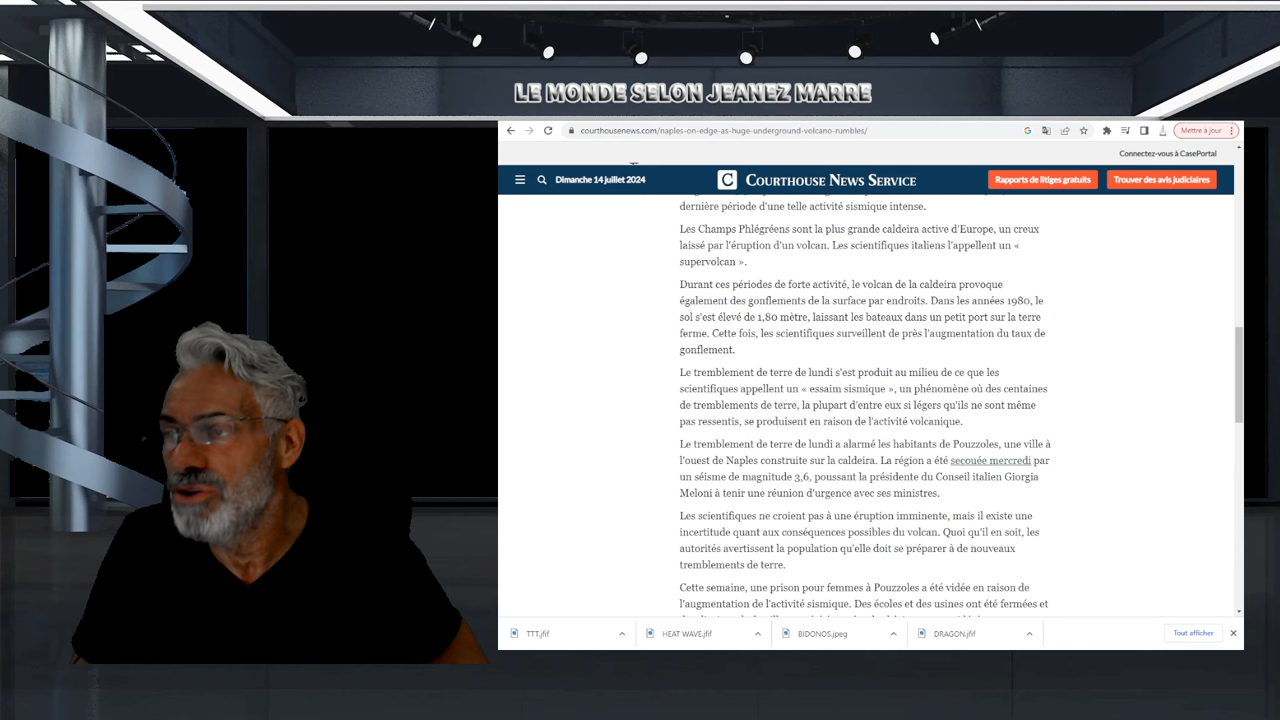 LE MONDE SELON JEANEZ MARRE
courthousenews.com/naples-on-edge-as-huge-underground-volcano-rumbles/
Mettre à jour
Connectez-vous à CasePortal
Dimanche 14 juillet 2024
C COURTHOUSE NEWS SERVICE
Rapports de litiges gratuits
Trouver des avis judiciaires
dernière période d'une telle activité sismique intense.
Les Champs Phlégréens sont la plus grande caldeira active d'Europe, un creux
laissé par l'éruption d'un volcan. Les scientifiques italiens l'appellent un «
supervolcan ».
Durant ces périodes de forte activité, le volcan de la caldeira provoque
également des gonflements de la surface par endroits. Dans les années 1980, le
sol s'est élevé de 1,80 mètre, laissant les bateaux dans un petit port sur la terre
ferme. Cette fois, les scientifiques surveillent de près l'augmentation du taux de
gonflement.
Le tremblement de terre de lundi s'est produit au milieu de ce que les
scientifiques appellent un « essaim sismique », un phénomène où des centaines
de tremblements de terre, la plupart d'entre eux si légers qu'ils ne sont même
pas ressentis, se produisent en raison de l'activité volcanique.
Le tremblement de terre de lundi a alarmé les habitants de Pouzzoles, une ville à
l'ouest de Naples construite sur la caldeira. La région a été secouée mercredi par
un séisme de magnitude 3,6, poussant la présidente du Conseil italien Giorgia
Meloni à tenir une réunion d'urgence avec ses ministres.
Les scientifiques ne croient pas à une éruption imminente, mais il existe une
incertitude quant aux conséquences possibles du volcan. Quoi qu'il en soit, les
autorités avertissent la population qu'elle doit se préparer à de nouveaux
tremblements de terre.
Cette semaine, une prison pour femmes à Pouzzoles a été vidée en raison de
l'augmentation de l'activité sismique. Des écoles et des usines ont été fermées et
TTT.jfif
HEAT WAVE.jfif
BIDONOS.jpeg
DRAGON.jfif
Tout afficher